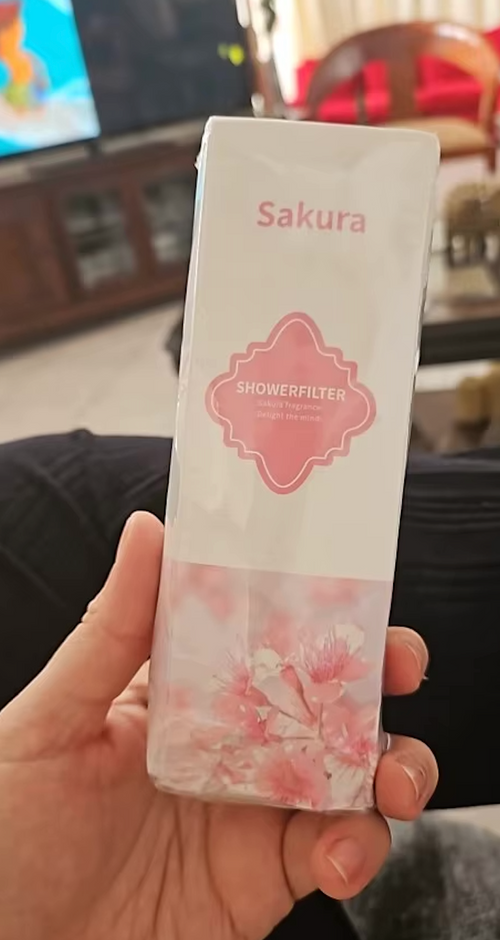 Sakura
SHOWERFILTER
Sakura fragrance
Delight the mind